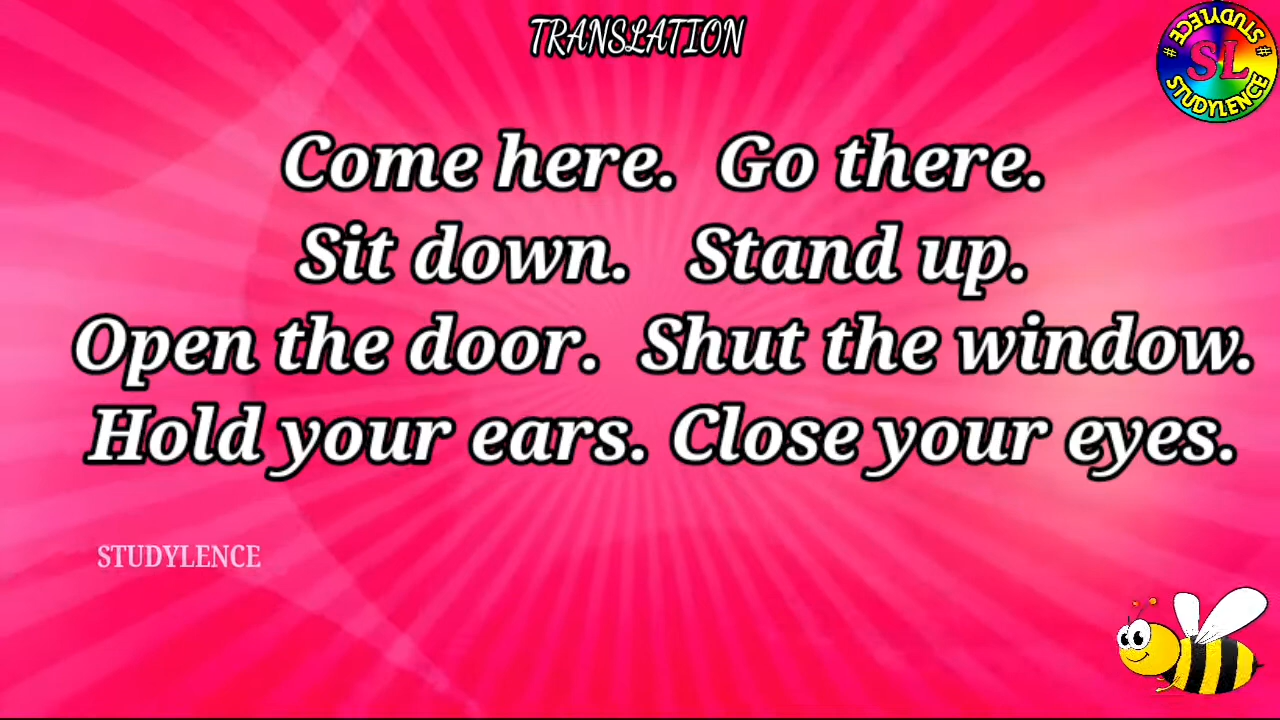 TRANSLATION
STUDYLECE
# SL #
STUDYLENCE
Come here. Go there.
Sit down. Stand up.
Open the door. Shut the window.
Hold your ears. Close your eyes.
STUDYLENCE